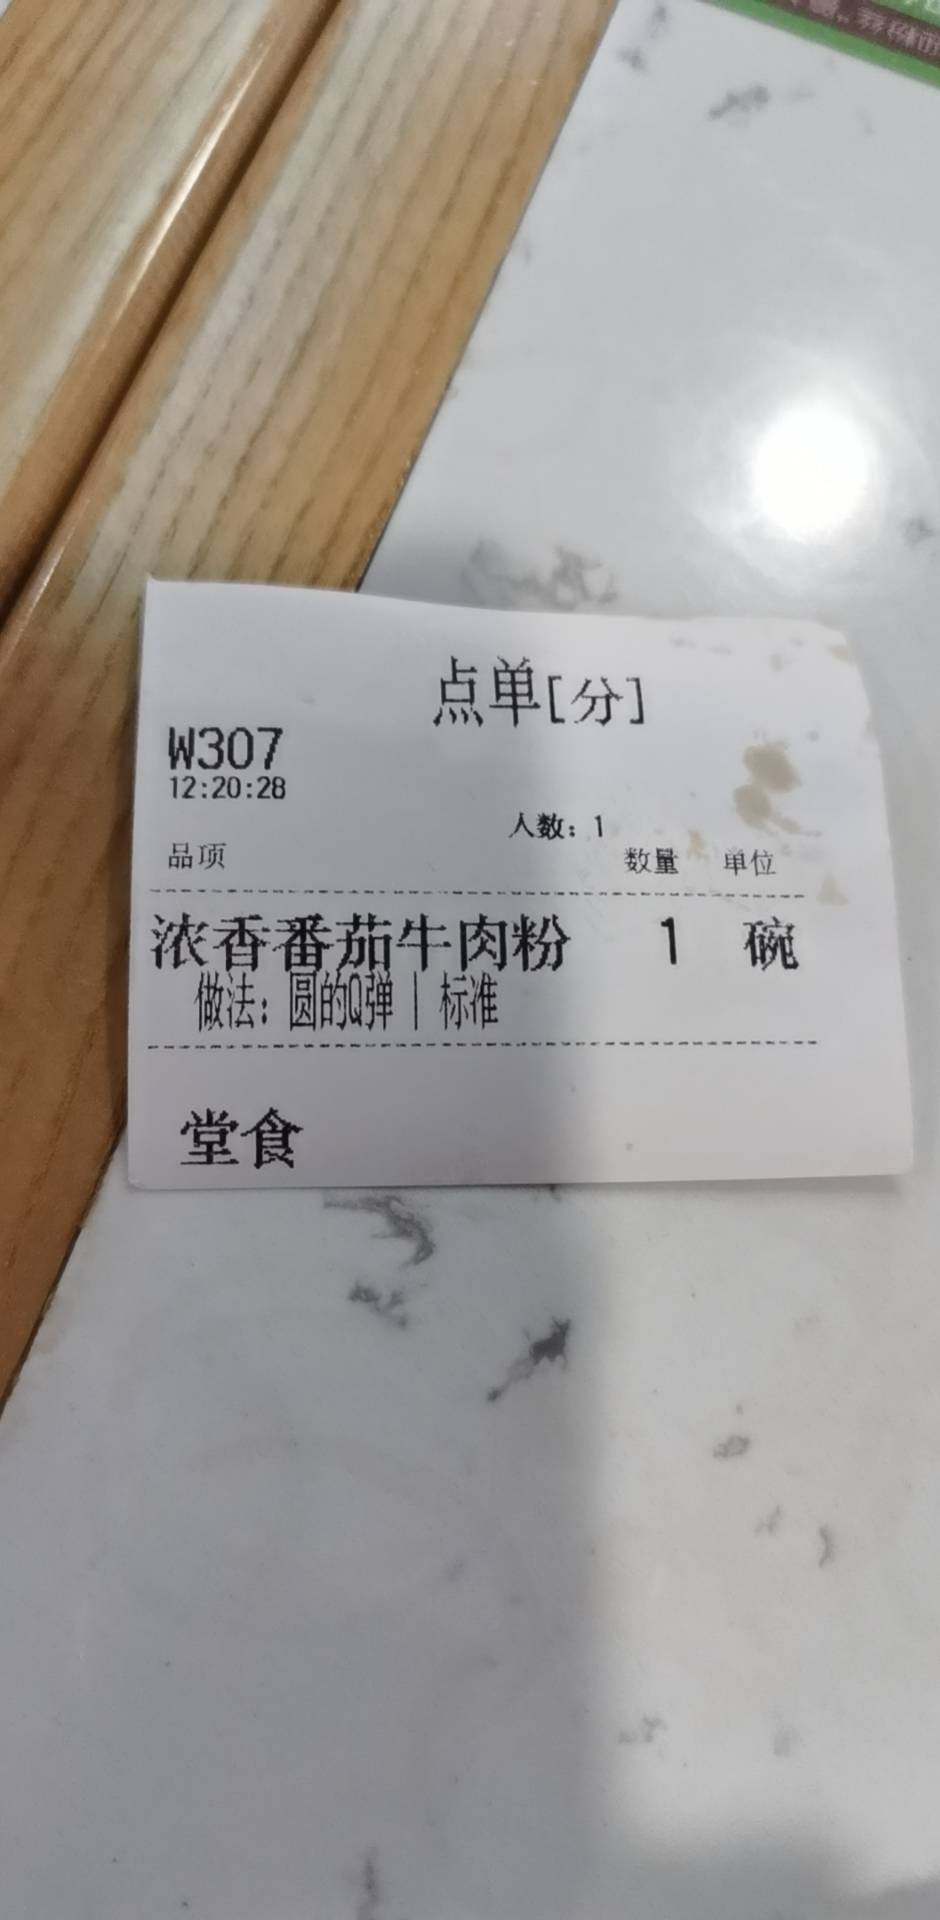 点单[分]
W307
12:20:28
人数：1
品项 数量 单位
浓香番茄牛肉粉 1 碗
做法：圆的Q弹 | 标准
堂食